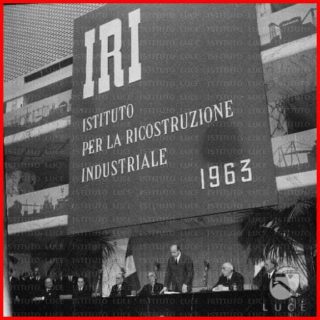 IRI
ISTITUTO
PER LA RICOSTRUZIONE
INDUSTRIALE
1963
LUCE